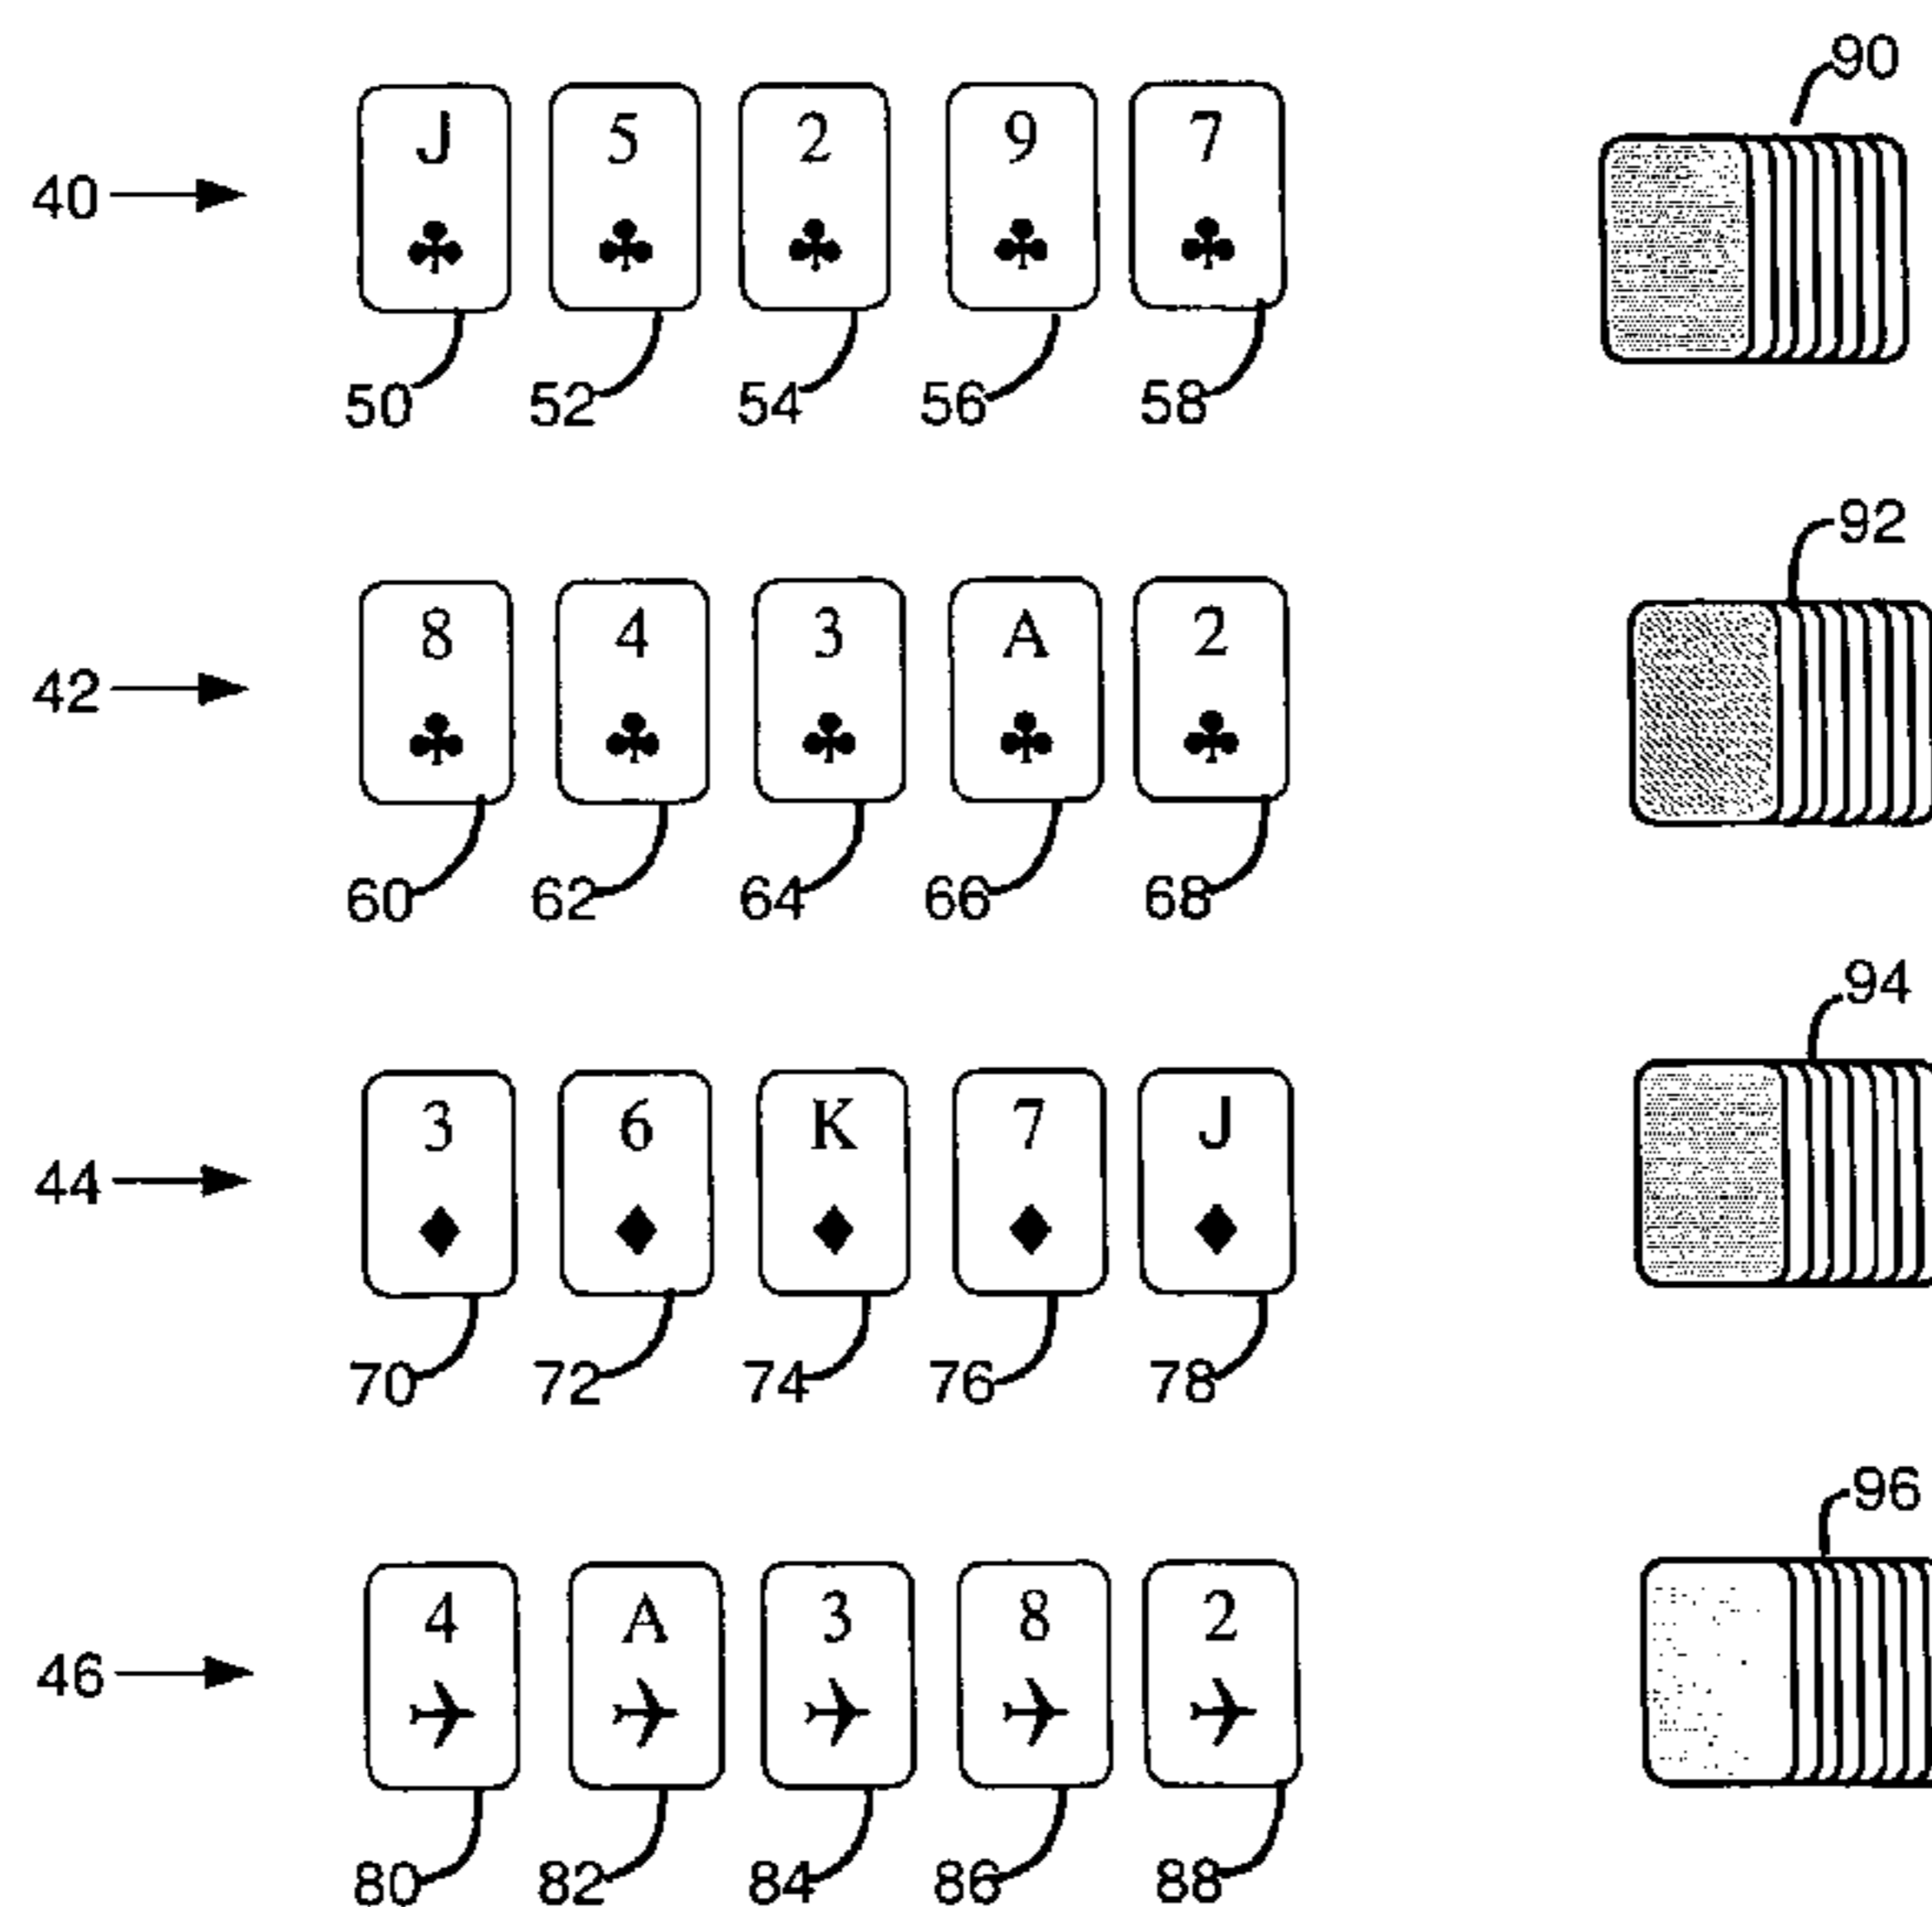 90
J 5 2 9 7
40
♣ ♣ ♣ ♣ ♣
50 52 54 56 58
92
8 4 3 A 2
42
♣ ♣ ♣ ♣ ♣
60 62 64 66 68
94
3 6 K 7 J
44
♦ ♦ ♦ ♦ ♦
70 72 74 76 78
96
4 A 3 8 2
46
✈ ✈ ✈ ✈ ✈
80 82 84 86 88